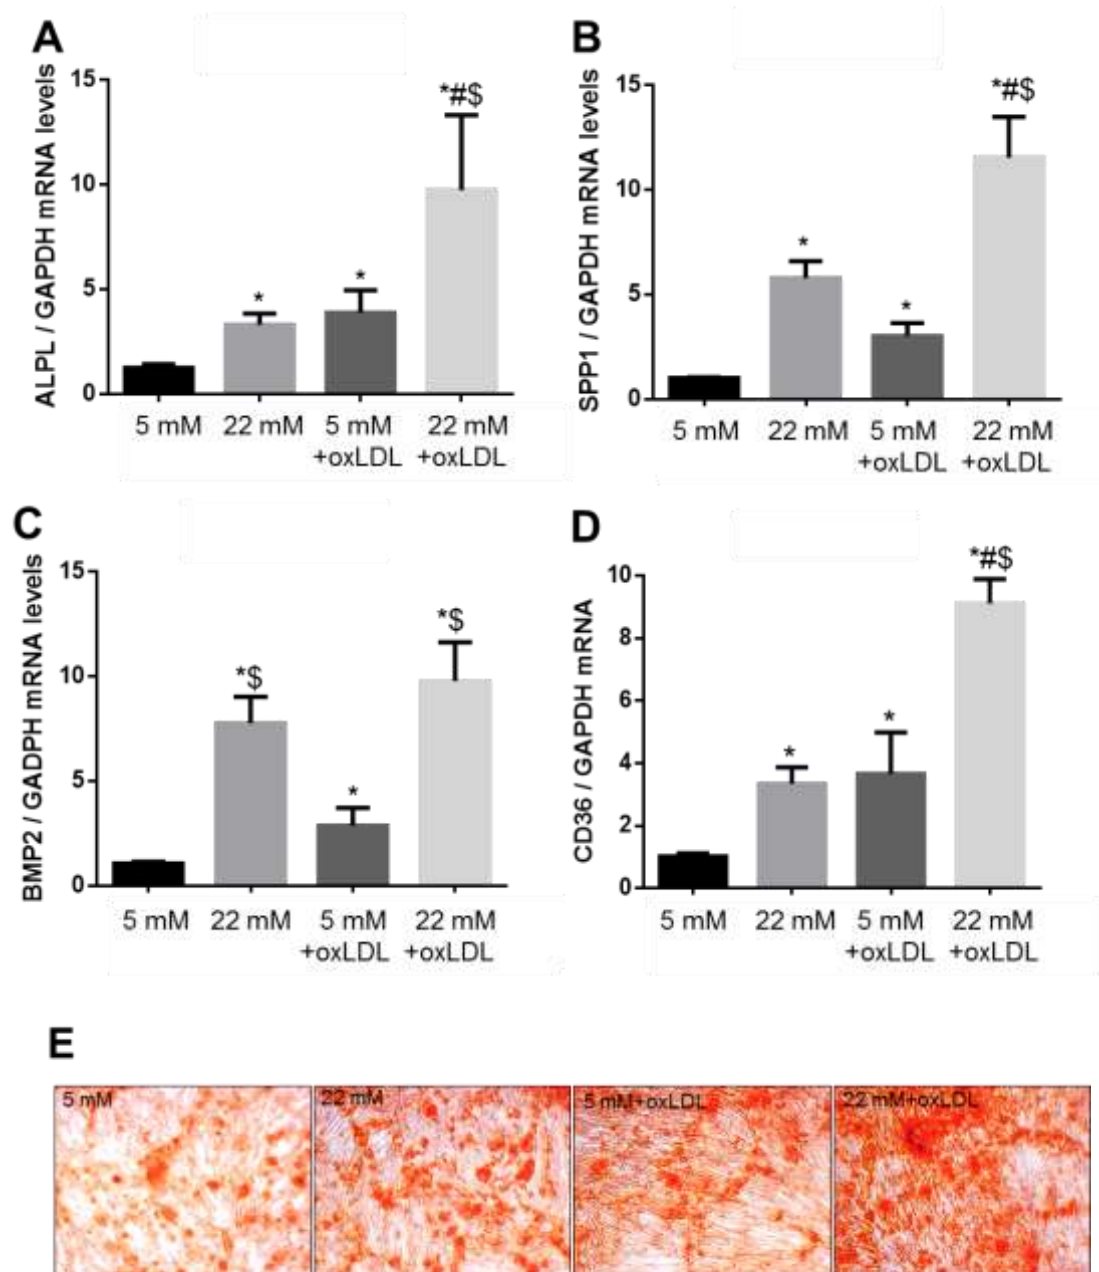 A
ALPL / GAPDH mRNA levels
15
10
5
0
*
*
*#$
5 mM
22 mM
5 mM
+oxLDL
22 mM
+oxLDL
B
SPP1 / GAPDH mRNA levels
15
10
5
0
*
*
*#$
5 mM
22 mM
5 mM
+oxLDL
22 mM
+oxLDL
C
BMP2 / GADPH mRNA levels
15
10
5
0
*$
*
*$
5 mM
22 mM
5 mM
+oxLDL
22 mM
+oxLDL
D
CD36 / GAPDH mRNA
10
8
6
4
2
0
*
*
*#$
5 mM
22 mM
5 mM
+oxLDL
22 mM
+oxLDL
E
5 mM
22 mM
5 mM+oxLDL
22 mM+oxLDL